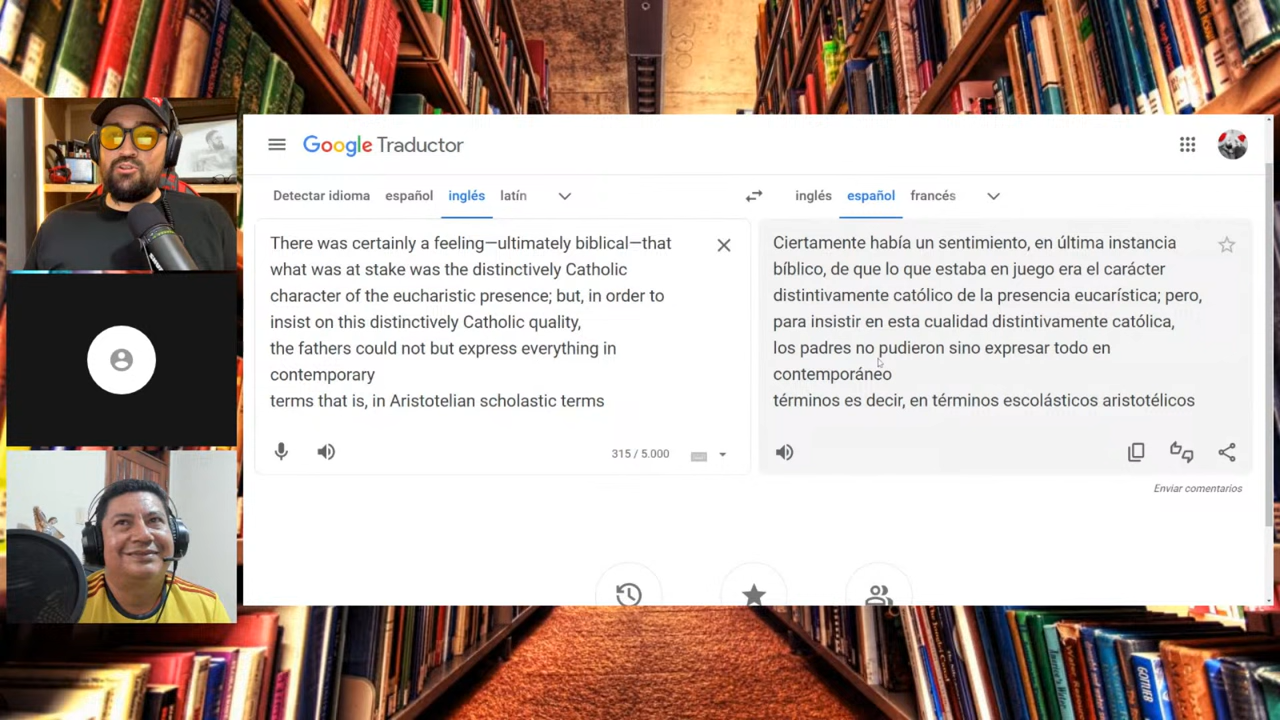 Google Traductor
Detectar idioma español inglés latín
inglés español francés
There was certainly a feeling—ultimately biblical—that
what was at stake was the distinctively Catholic
character of the eucharistic presence; but, in order to
insist on this distinctively Catholic quality,
the fathers could not but express everything in
contemporary
terms that is, in Aristotelian scholastic terms
315 / 5.000
Ciertamente había un sentimiento, en última instancia
bíblico, de que lo que estaba en juego era el carácter
distintivamente católico de la presencia eucarística; pero,
para insistir en esta cualidad distintivamente católica,
los padres no pudieron sino expresar todo en
contemporáneo
términos es decir, en términos escolásticos aristotélicos
Enviar comentarios
GOTTLIEB